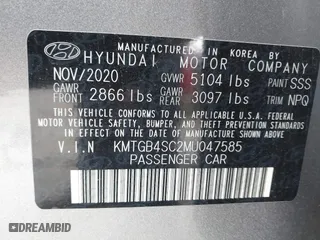 MANUFACTURED IN KOREA BY
HYUNDAI MOTOR COMPANY
NOV/2020 GVWR 5104 lbs PAINT SSS
GAWR FRONT 2866 lbs GAWR REAR 3097 lbs TRIM NPQ
THIS VEHICLE CONFORMS TO ALL APPLICABLE U.S.A. FEDERAL
MOTOR VEHICLE SAFETY, BUMPER, AND THEFT PREVENTION STANDARDS
IN EFFECT ON THE DATE OF MANUFACTURE SHOWN ABOVE.
V.I.N KMTGB4SC2MU047585
PASSENGER CAR
DREAMBID